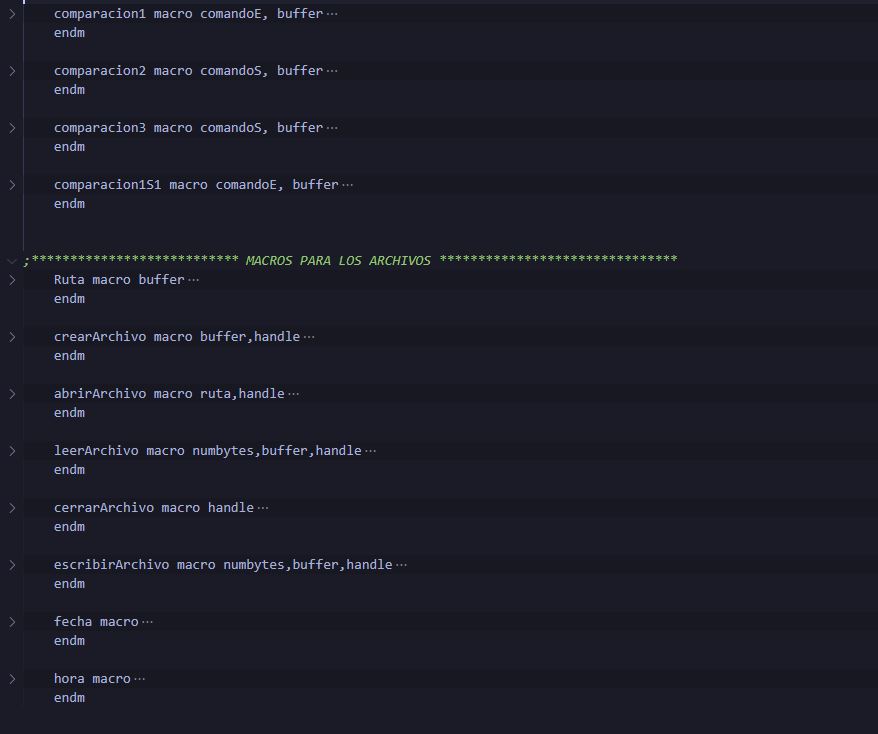 comparacion1 macro comandoE, buffer···
endm
comparacion2 macro comandoS, buffer···
endm
comparacion3 macro comandoS, buffer···
endm
comparacion1S1 macro comandoE, buffer···
endm
;*************************** MACROS PARA LOS ARCHIVOS *******************************
Ruta macro buffer···
endm
crearArchivo macro buffer,handle···
endm
abrirArchivo macro ruta,handle···
endm
leerArchivo macro numbytes,buffer,handle···
endm
cerrarArchivo macro handle···
endm
escribirArchivo macro numbytes,buffer,handle···
endm
fecha macro···
endm
hora macro···
endm